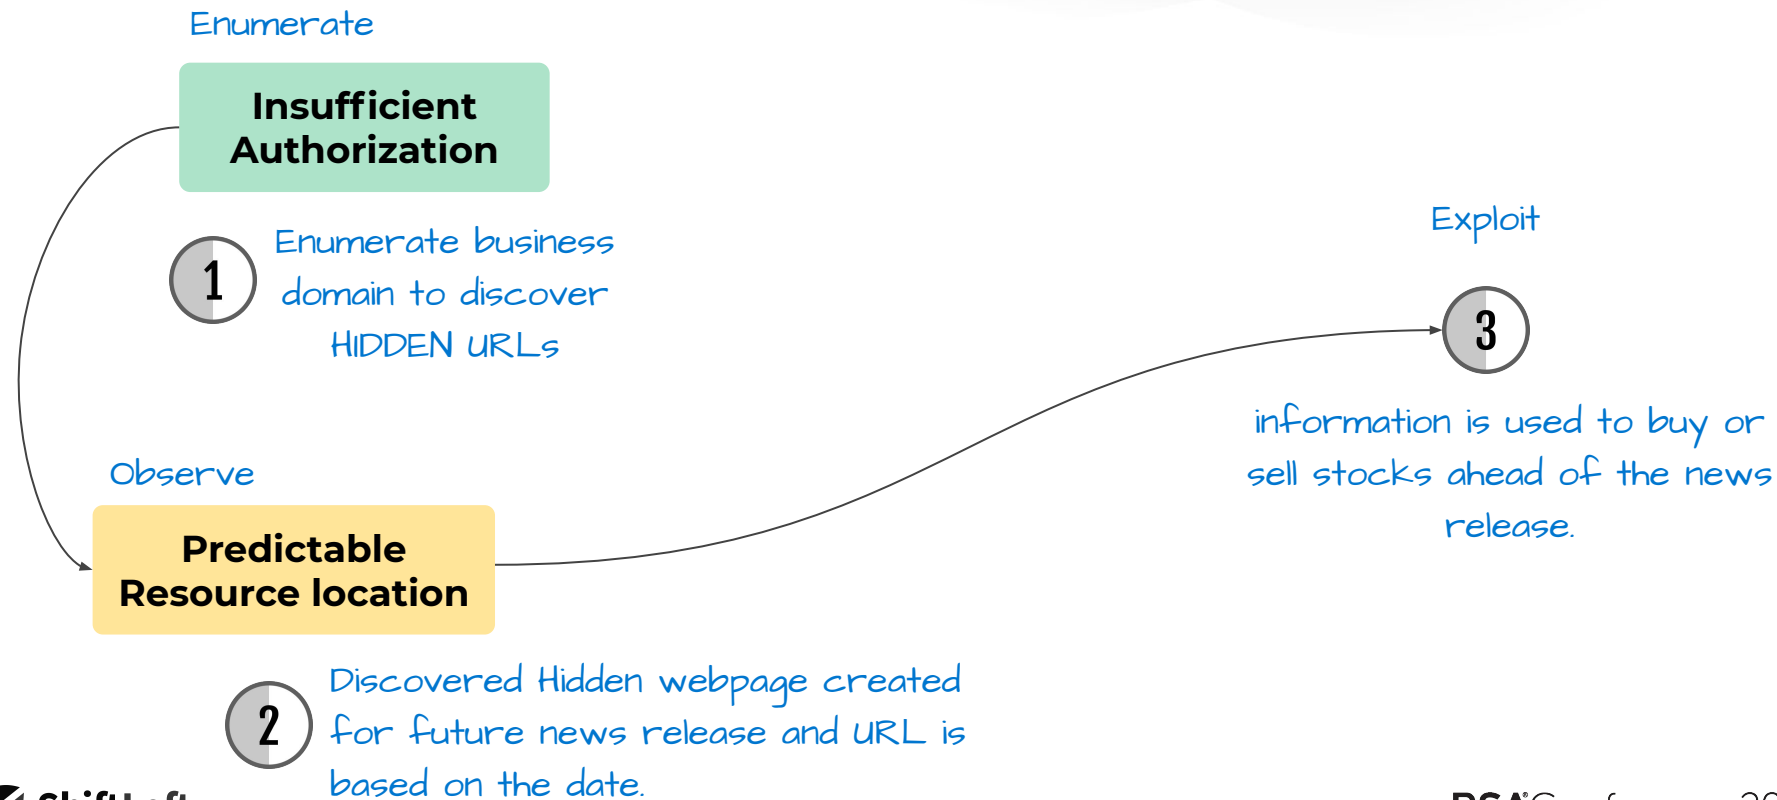 Enumerate
Insufficient
Authorization
1
Enumerate business
domain to discover
HIDDEN URLs
Exploit
3
information is used to buy or
sell stocks ahead of the news
release.
Observe
Predictable
Resource location
2
Discovered Hidden webpage created
for future news release and URL is
based on the date.